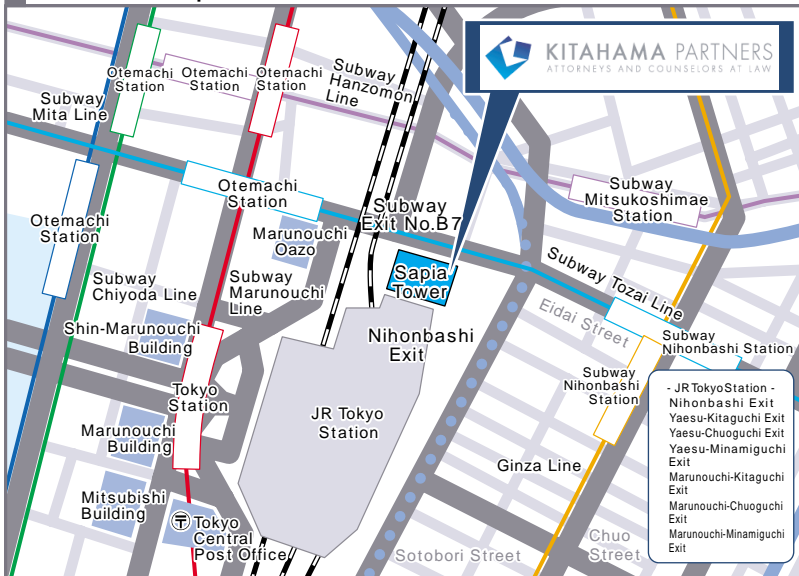 KITAHAMA PARTNERS
ATTORNEYS AND COUNSELORS AT LAW
Otemachi
Station
Otemachi
Station
Otemachi
Station
Subway
Hanzomon
Line
Subway
Mita Line
Otemachi
Station
Subway
Exit No.B7
Subway
Mitsukoshimae
Station
Otemachi
Station
Marunouchi
Oazo
Sapia
Tower
Subway Tozai Line
Subway
Chiyoda Line
Subway
Marunouchi
Line
Eidai Street
Shin-Marunouchi
Building
Nihonbashi
Exit
Subway
Nihonbashi Station
Subway
Nihonbashi
Station
Tokyo
Station
JR Tokyo
Station
Marunouchi
Building
Ginza Line
Mitsubishi
Building
〒 Tokyo
Central
Post Office
Sotobori Street
Chuo
Street
- JR TokyoStation -
Nihonbashi Exit
Yaesu-Kitaguchi Exit
Yaesu-Chuoguchi Exit
Yaesu-Minamiguchi
Exit
Marunouchi-Kitaguchi
Exit
Marunouchi-Chuoguchi
Exit
Marunouchi-Minamiguchi
Exit